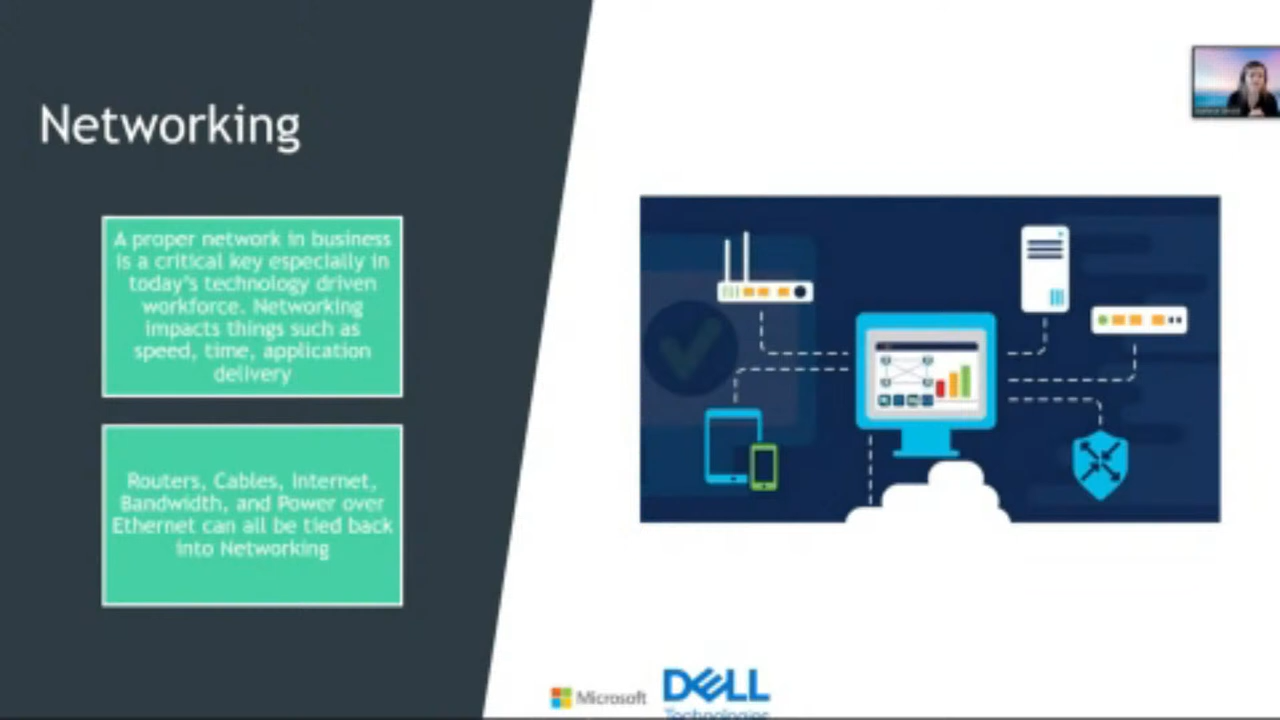 Networking
A proper network in business
is a critical key especially in
today's technology driven
workforce. Networking
impacts things such as
speed, time, application
delivery
Routers, Cables, Internet,
Bandwidth, and Power over
Ethernet can all be tied back
into Networking
Microsoft
DELL
Technologies